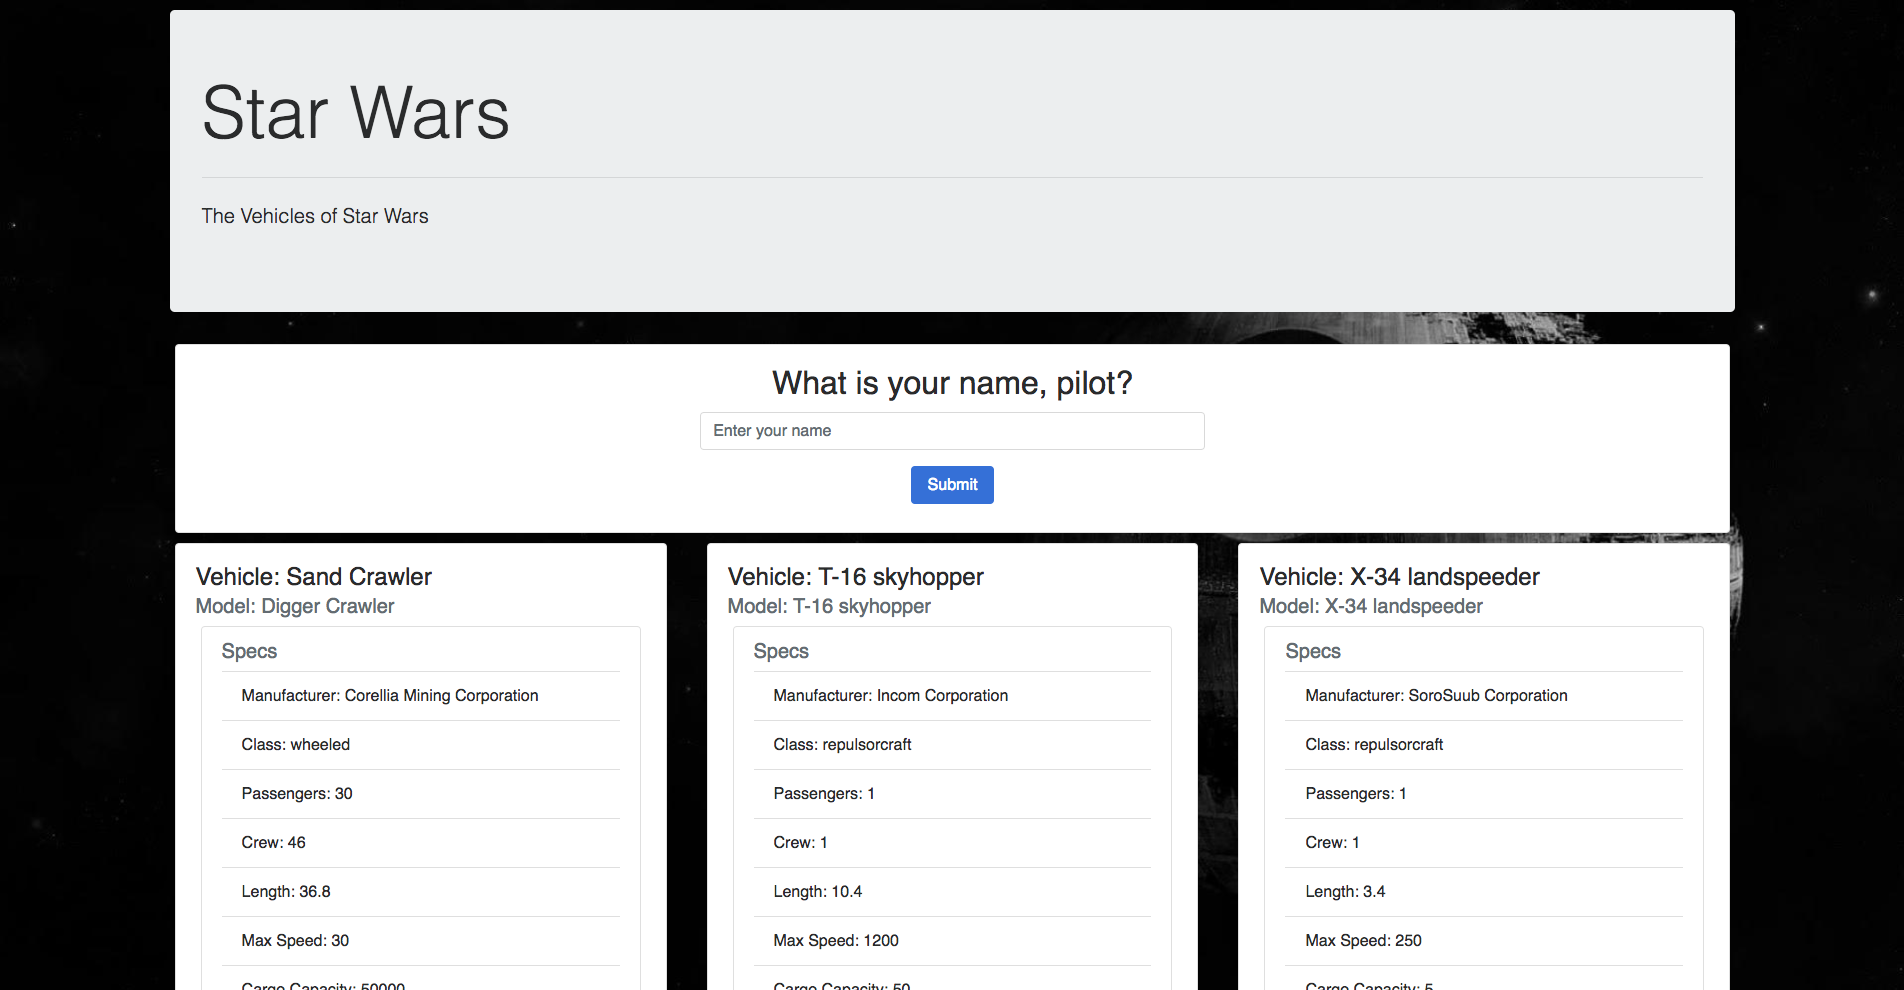 Star Wars
The Vehicles of Star Wars
What is your name, pilot?
Enter your name
Submit
Vehicle: Sand Crawler
Model: Digger Crawler
Specs
Manufacturer: Corellia Mining Corporation
Class: wheeled
Passengers: 30
Crew: 46
Length: 36.8
Max Speed: 30
Cargo Capacity: 50000
Vehicle: T-16 skyhopper
Model: T-16 skyhopper
Specs
Manufacturer: Incom Corporation
Class: repulsorcraft
Passengers: 1
Crew: 1
Length: 10.4
Max Speed: 1200
Cargo Capacity: 50
Vehicle: X-34 landspeeder
Model: X-34 landspeeder
Specs
Manufacturer: SoroSuub Corporation
Class: repulsorcraft
Passengers: 1
Crew: 1
Length: 3.4
Max Speed: 250
Cargo Capacity: 5